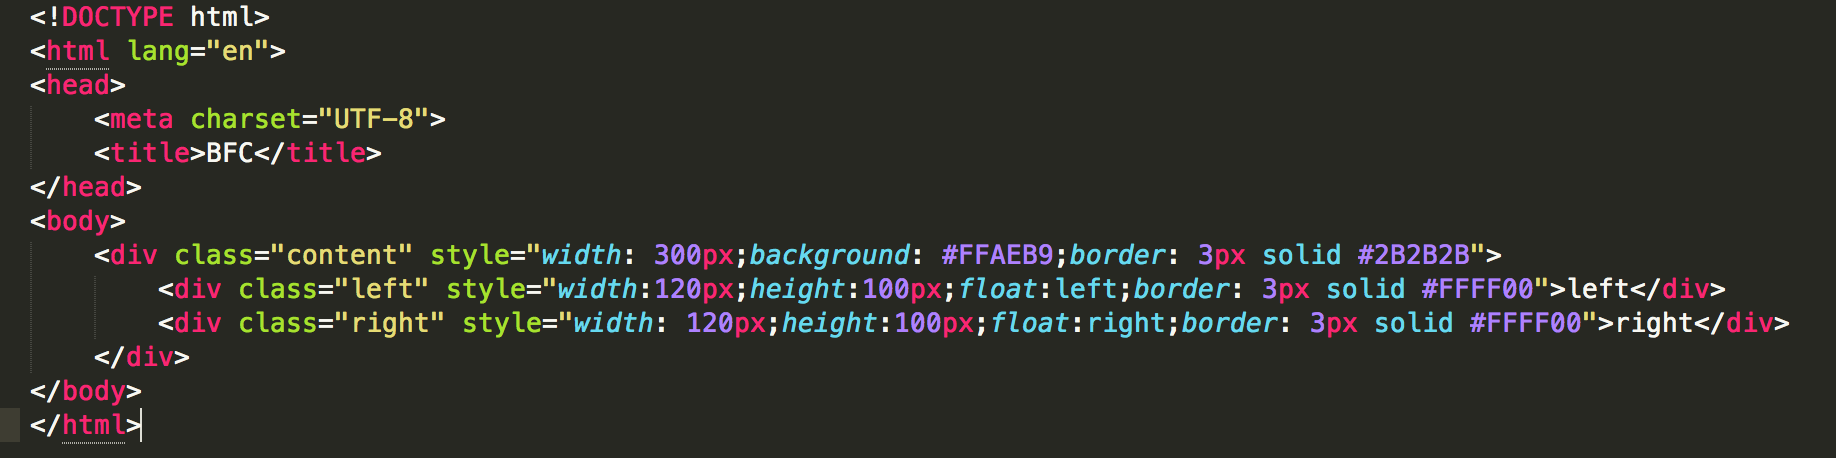 <!DOCTYPE html>
<html lang="en">
<head>
    <meta charset="UTF-8">
    <title>BFC</title>
</head>
<body>
    <div class="content" style="width: 300px;background: #FFAEB9;border: 3px solid #2B2B2B">
        <div class="left" style="width:120px;height:100px;float:left;border: 3px solid #FFFF00">left</div>
        <div class="right" style="width: 120px;height:100px;float:right;border: 3px solid #FFFF00">right</div>
    </div>
</body>
</html>